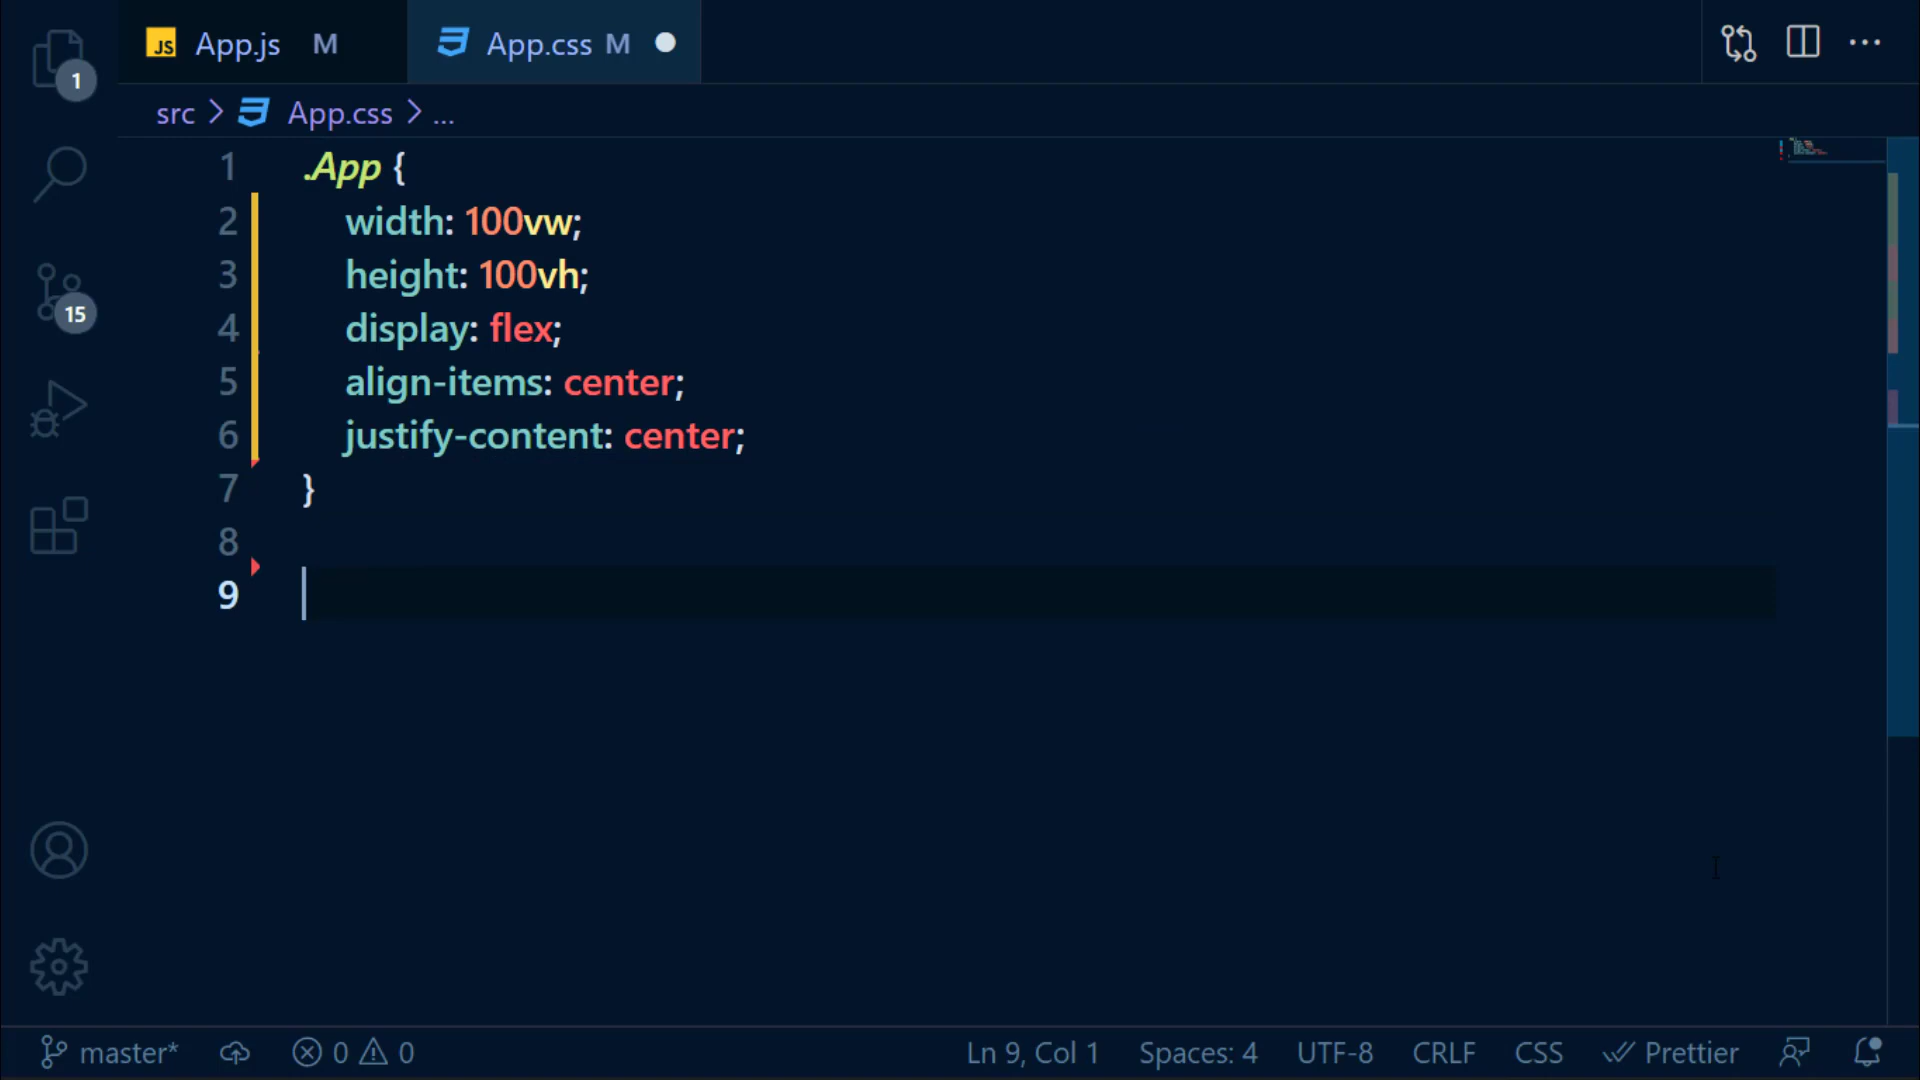 1
15
JS App.js M
App.css M
src > App.css > ...
1 .App {
2 width: 100vw;
3 height: 100vh;
4 display: flex;
5 align-items: center;
6 justify-content: center;
7 }
8
9
master* 0 0 Ln 9, Col 1 Spaces: 4 UTF-8 CRLF CSS Prettier